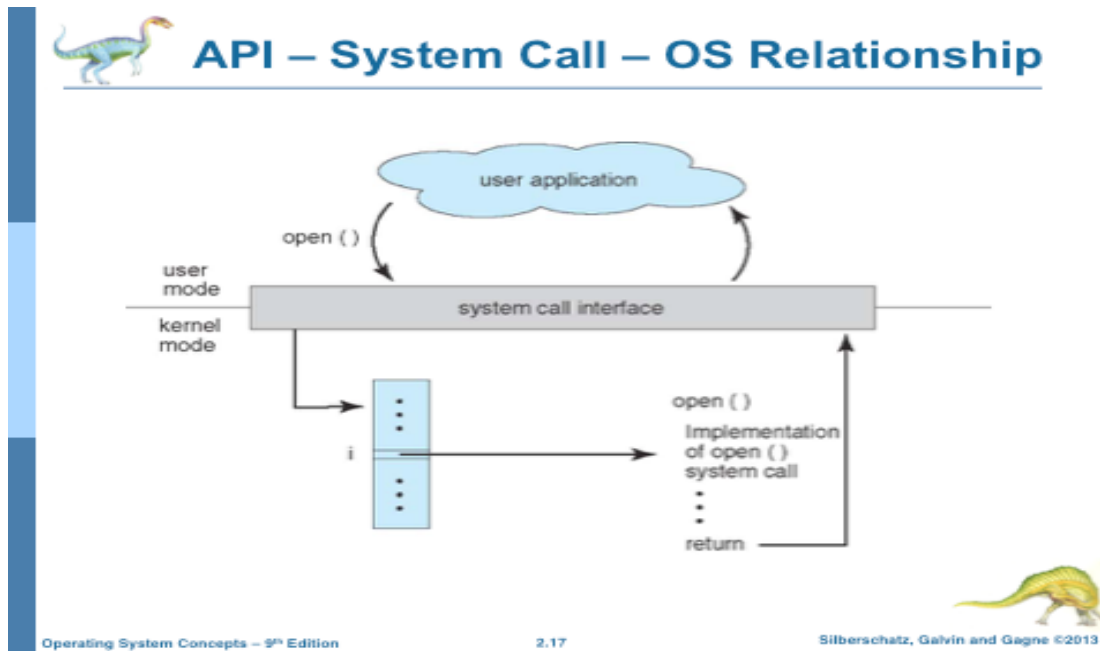 API – System Call – OS Relationship
user application
open ( )
user
mode
system call interface
kernel
mode
open ( )
Implementation
of open ( )
system call
i
return
Operating System Concepts – 9th Edition
2.17
Silberschatz, Galvin and Gagne ©2013